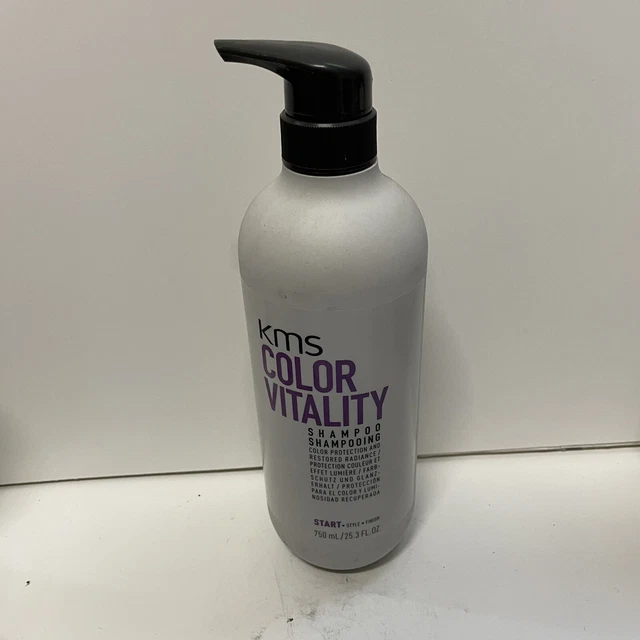 kms
COLOR
VITALITY
SHAMPOO
SHAMPOOING
COLOR PROTECTION AND
RESTORED RADIANCE/
PROTECTION COULEUR ET
EFFET LUMIÈRE / FARB-
SCHUTZ UND GLANZ-
ERHALT / PROTECCIÓN
PARA EL COLOR Y LUMI-
NOSIDAD RECUPERADA
START • STYLE • FINISH
750 mL/25.3 FL.OZ